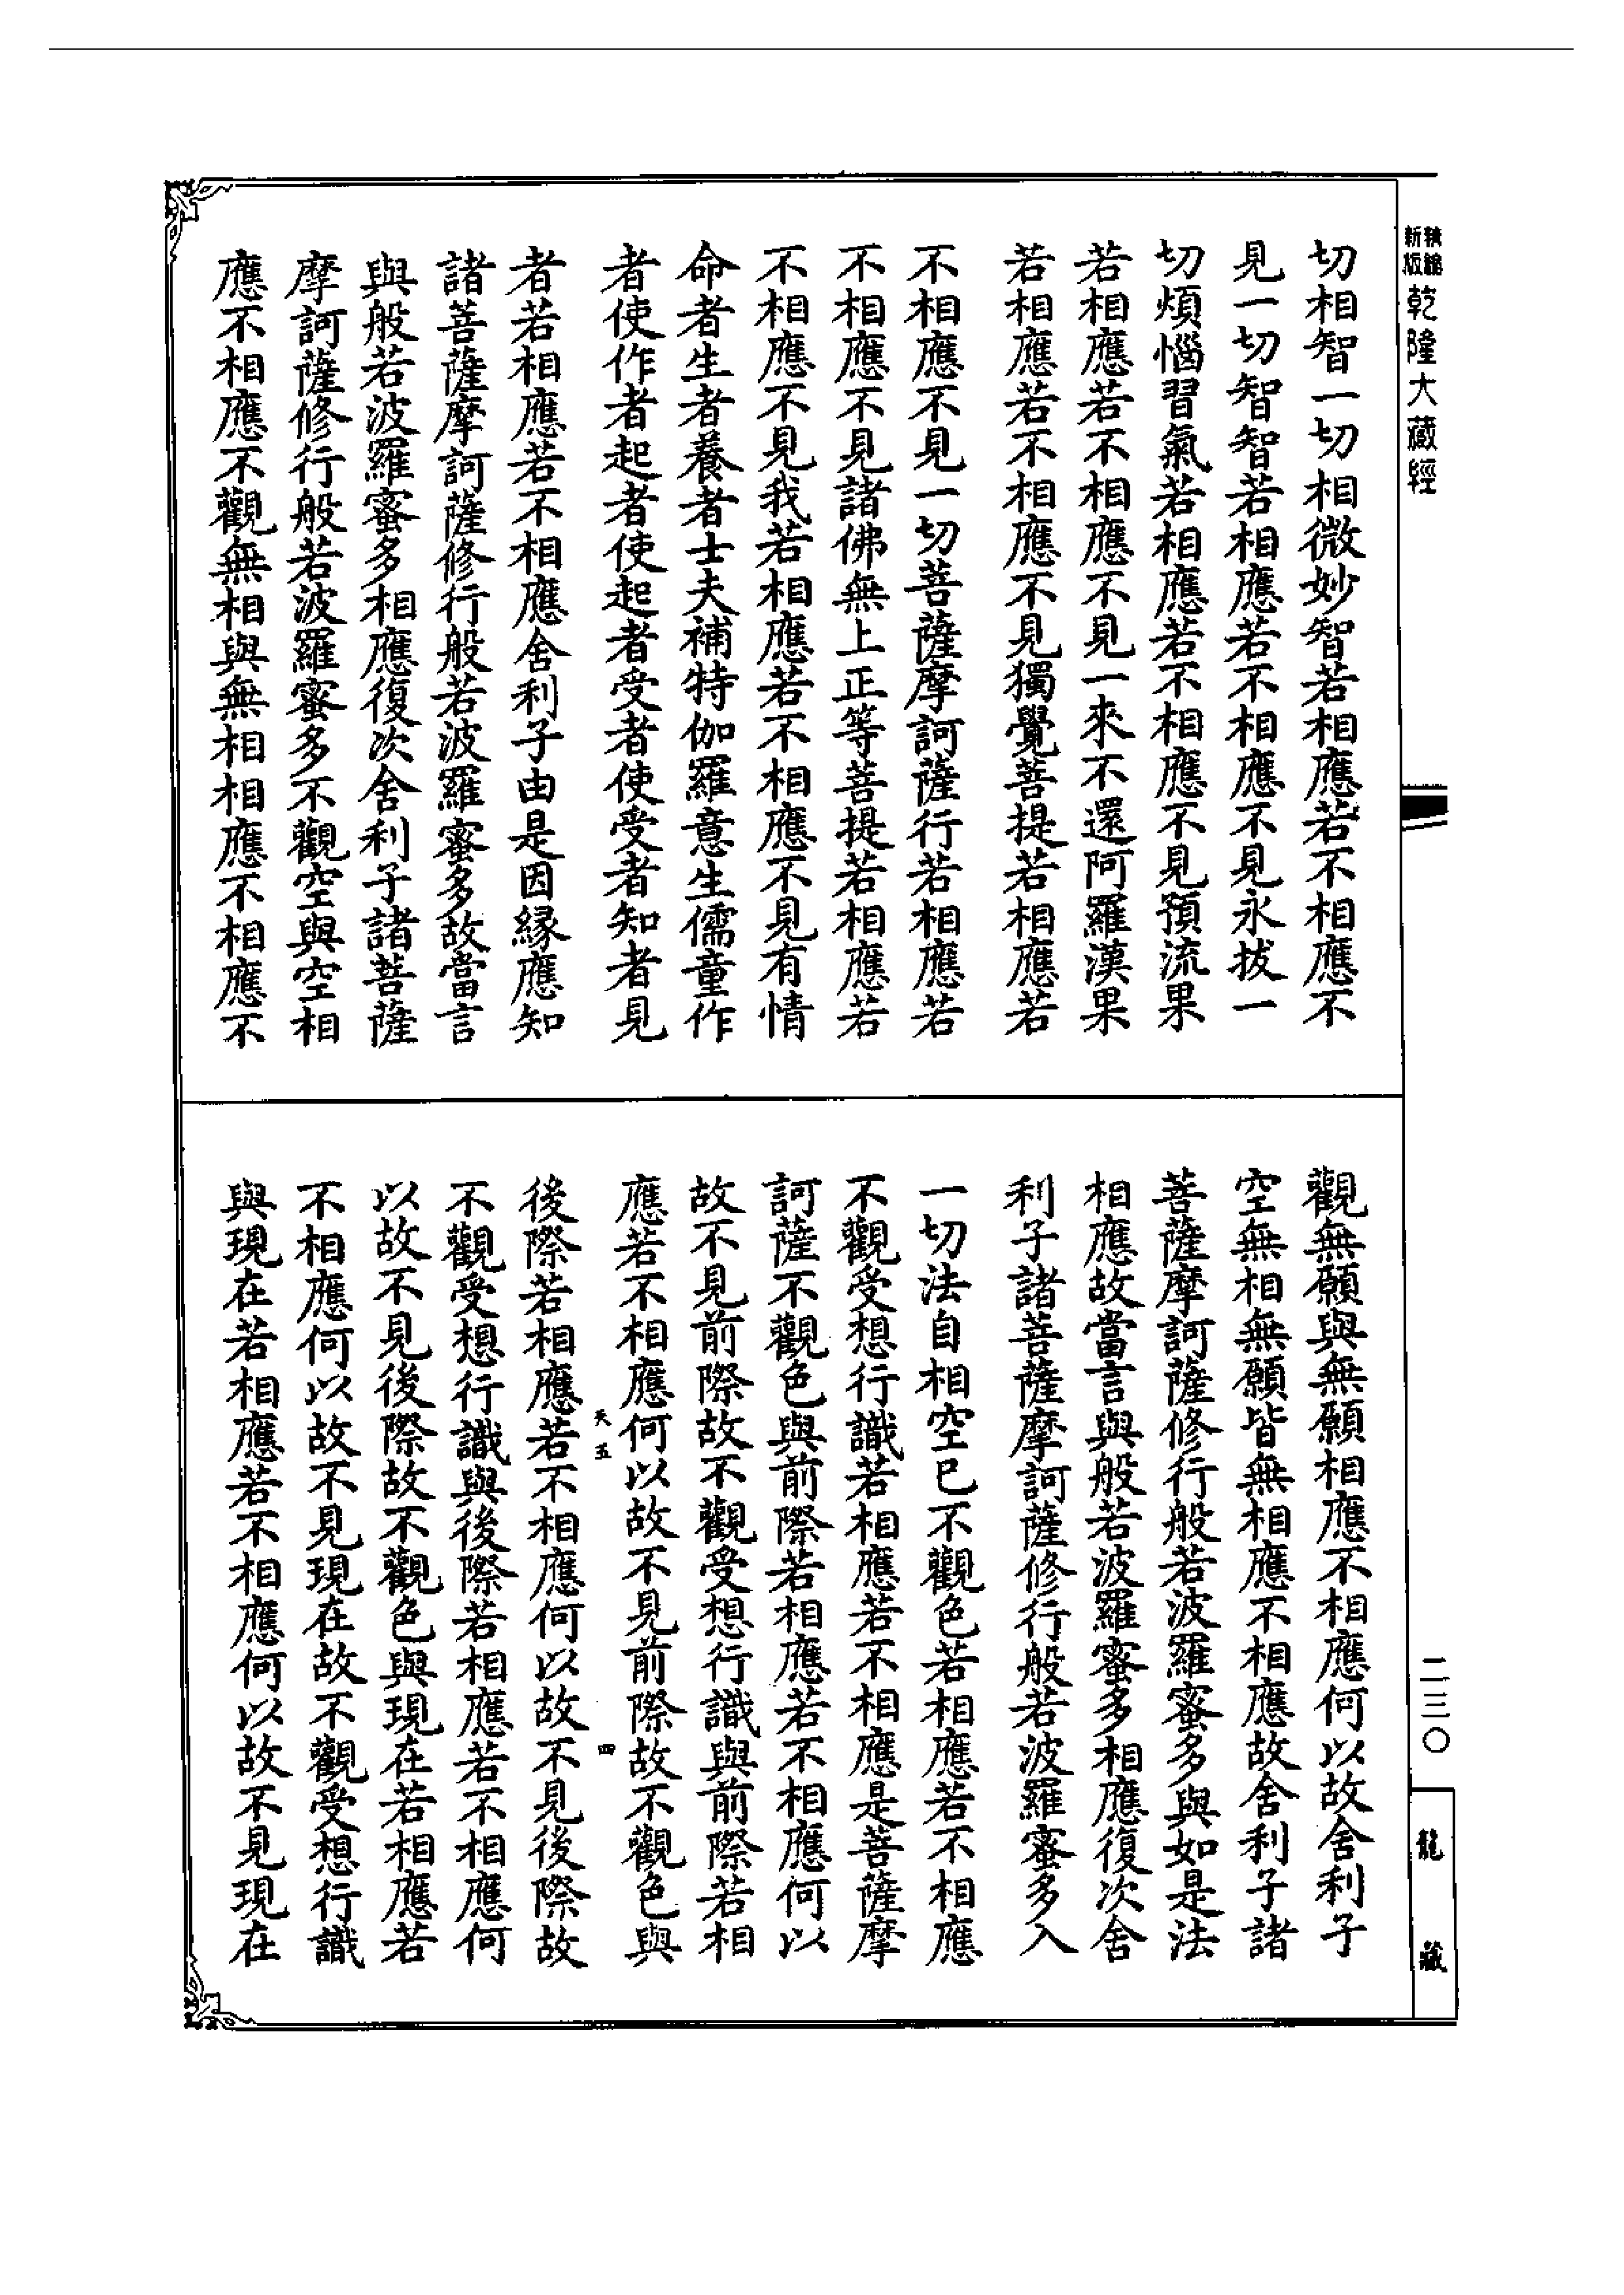 新版
精縮
乾隆大藏經
二三〇
龍藏
切相智一切相微妙智若相應若不相應不
見一切智智若相應若不相應不見永拔一
切煩惱習氣若相應若不相應不見預流果
若相應若不相應不見一來不還阿羅漢果
若相應若不相應不見獨覺菩提若相應若
不相應不見一切菩薩摩訶薩行若相應若
不相應不見諸佛無上正等菩提若相應若
不相應不見我若相應若不相應不見有情
命者生者養者士夫補特伽羅意生儒童作
者使作者起者使起者受者使受者知者見
者若相應若不相應舍利子由是因緣應知
諸菩薩摩訶薩修行般若波羅蜜多故當言
與般若波羅蜜多相應復次舍利子諸菩薩
摩訶薩修行般若波羅蜜多不觀空與空相
應不相應不觀無相與無相相應不相應不
觀無願與無願相應不相應何以故舍利子
空無相無願皆無相應不相應故舍利子諸
菩薩摩訶薩修行般若波羅蜜多與如是法
相應故當言與般若波羅蜜多相應復次舍
利子諸菩薩摩訶薩修行般若波羅蜜多入
一切法自相空已不觀色若相應若不相應
不觀受想行識若相應若不相應是菩薩摩
訶薩不觀色與前際若相應若不相應何以
故不見前際故不觀受想行識與前際若相
應若不相應何以故不見前際故不觀色與
天五
四
後際若相應若不相應何以故不見後際故
不觀受想行識與後際若相應若不相應何
以故不見後際故不觀色與現在若相應若
不相應何以故不見現在故不觀受想行識
與現在若相應若不相應何以故不見現在